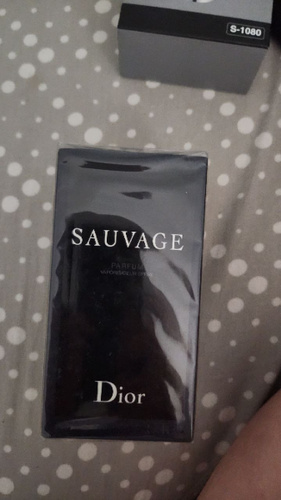 S-1080
SAUVAGE
PARFUM
Dior